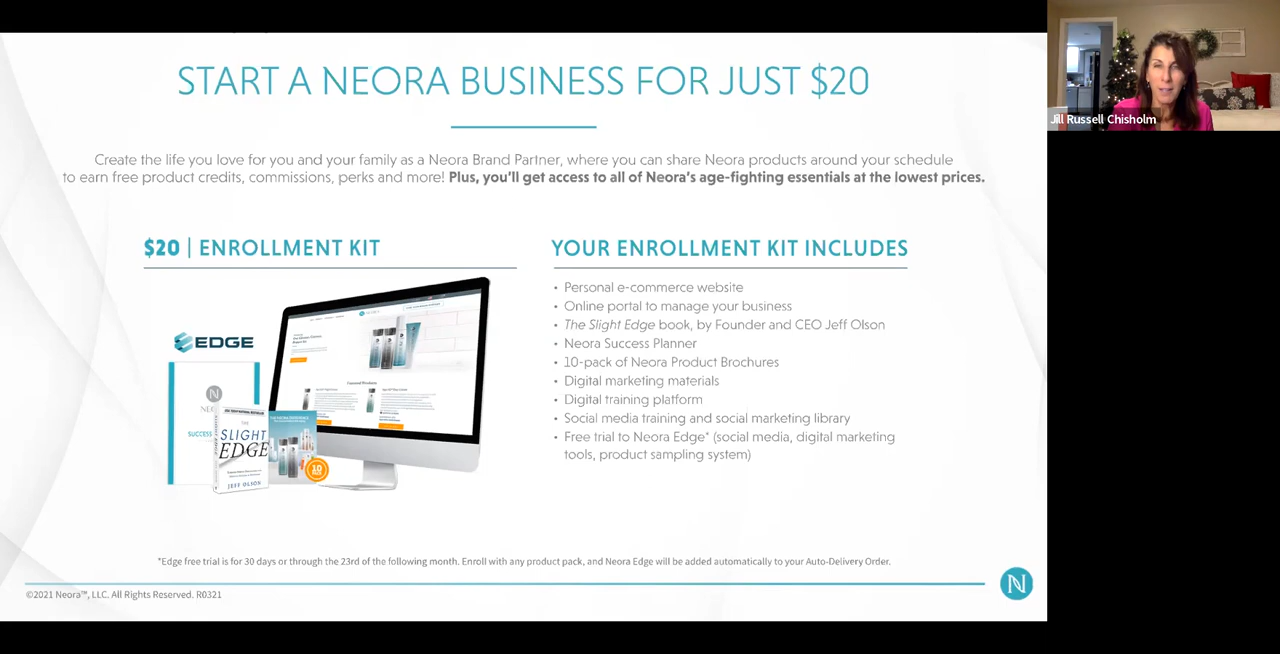 START A NEORA BUSINESS FOR JUST $20
Create the life you love for you and your family as a Neora Brand Partner, where you can share Neora products around your schedule
to earn free product credits, commissions, perks and more! Plus, you'll get access to all of Neora's age-fighting essentials at the lowest prices.
$20 | ENROLLMENT KIT
EDGE
SUCCESS
THE
SLIGHT
EDGE
JEFF OLSON
10
YOUR ENROLLMENT KIT INCLUDES
• Personal e-commerce website
• Online portal to manage your business
• The Slight Edge book, by Founder and CEO Jeff Olson
• Neora Success Planner
• 10-pack of Neora Product Brochures
• Digital marketing materials
• Digital training platform
• Social media training and social marketing library
• Free trial to Neora Edge* (social media, digital marketing
tools, product sampling system)
*Edge free trial is for 30 days or through the 23rd of the following month. Enroll with any product pack, and Neora Edge will be added automatically to your Auto-Delivery Order.
©2021 Neora™, LLC. All Rights Reserved. R0321
N
Jill Russell Chisholm